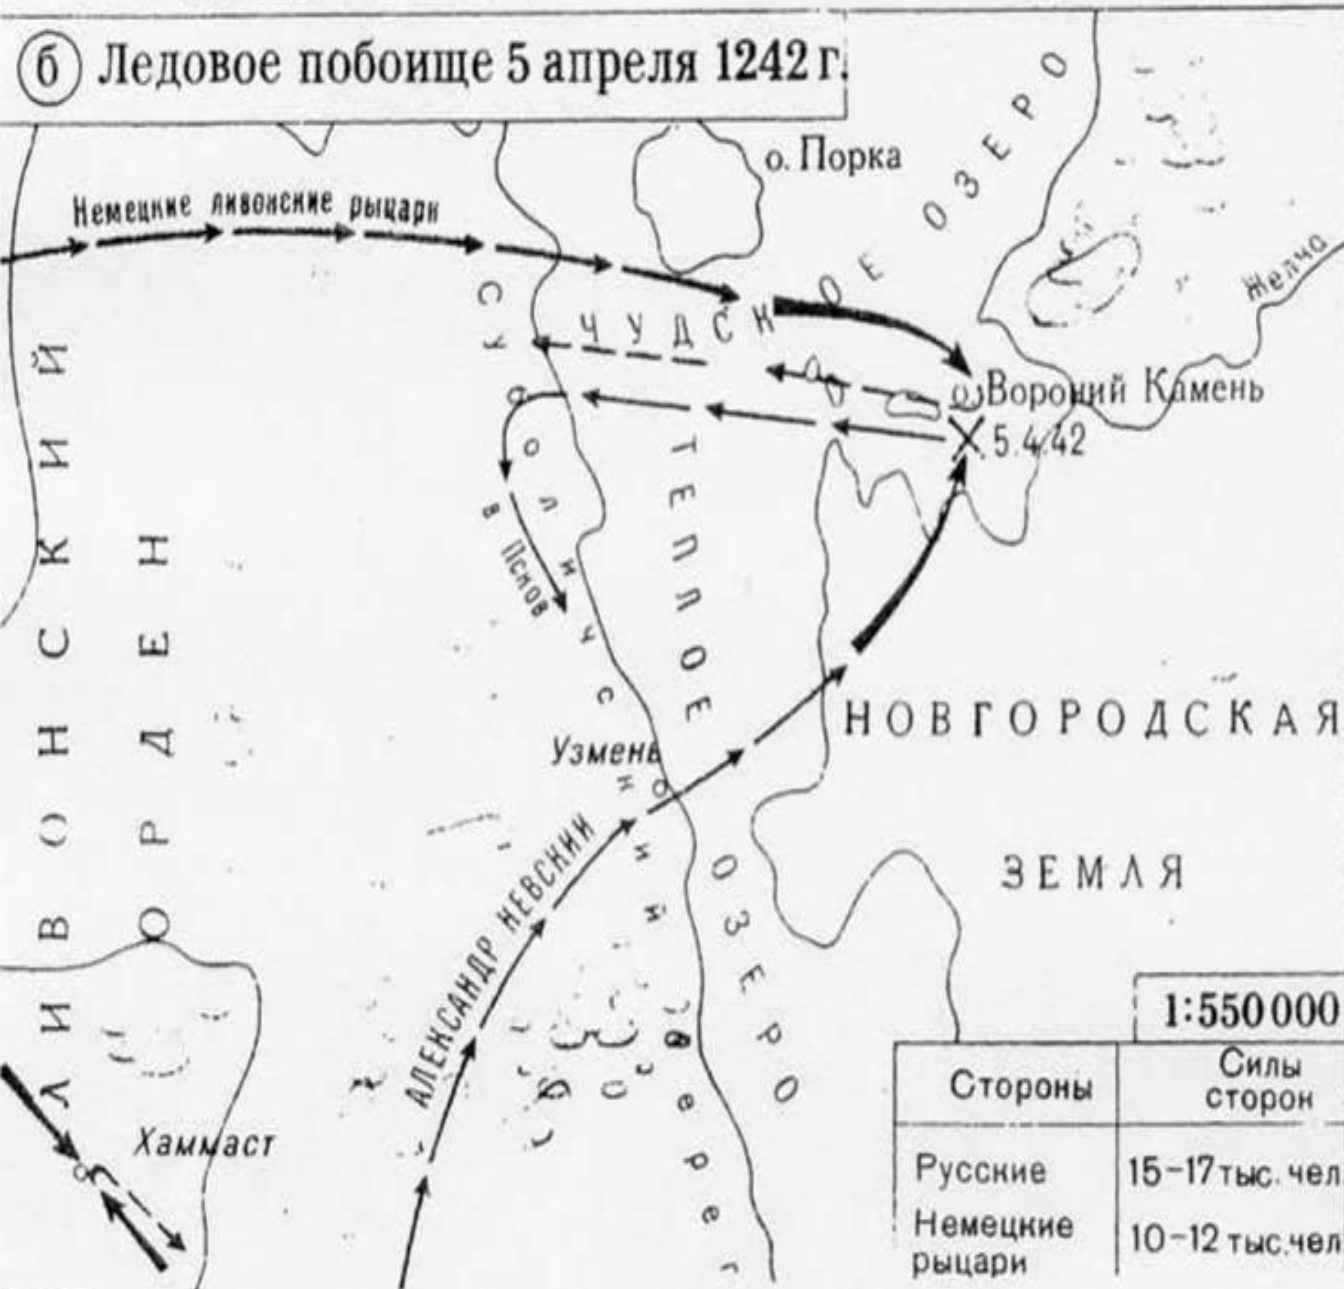 б Ледовое побоище 5 апреля 1242 г.
о. Порка
ЧУДСКОЕ ОЗЕРО
Немецкие ливонские рыцари
Желча
Вороний Камень
5.4.42
ТЕПЛОЕ ОЗЕРО
в Псков
Суболичский берег
ЛИВОНСКИЙ
ОРДЕН
НОВГОРОДСКАЯ
ЗЕМЛЯ
Узмень
АЛЕКСАНДР НЕВСКИЙ
Хаммаст
1:550 000
Стороны
Силы
сторон
Русские
15-17 тыс. чел.
Немецкие
рыцари
10-12 тыс. чел